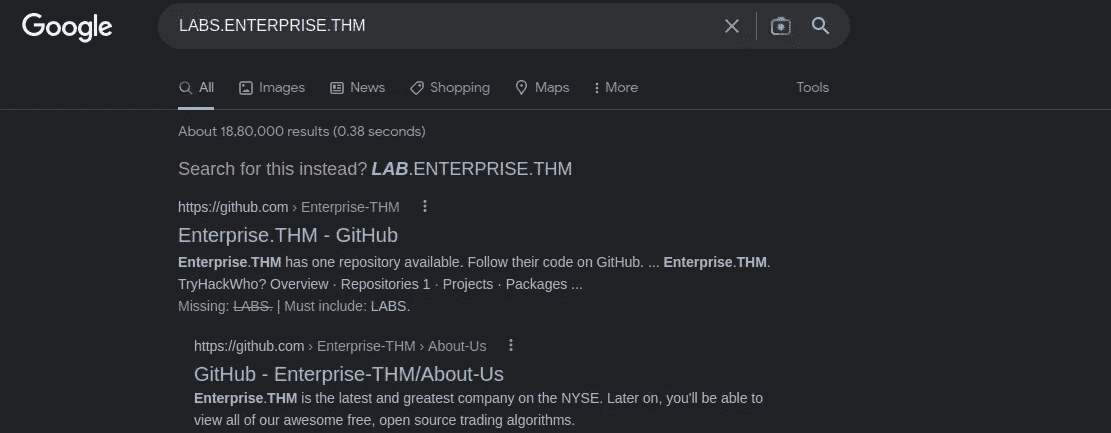 Google
LABS.ENTERPRISE.THM
All Images News Shopping Maps More Tools
About 18,80,000 results (0.38 seconds)
Search for this instead? LAB.ENTERPRISE.THM
https://github.com › Enterprise-THM
Enterprise.THM - GitHub
Enterprise.THM has one repository available. Follow their code on GitHub. ... Enterprise.THM.
TryHackWho? Overview · Repositories 1 · Projects · Packages ...
Missing: LABS. | Must include: LABS.
https://github.com › Enterprise-THM › About-Us
GitHub - Enterprise-THM/About-Us
Enterprise.THM is the latest and greatest company on the NYSE. Later on, you'll be able to
view all of our awesome free, open source trading algorithms.